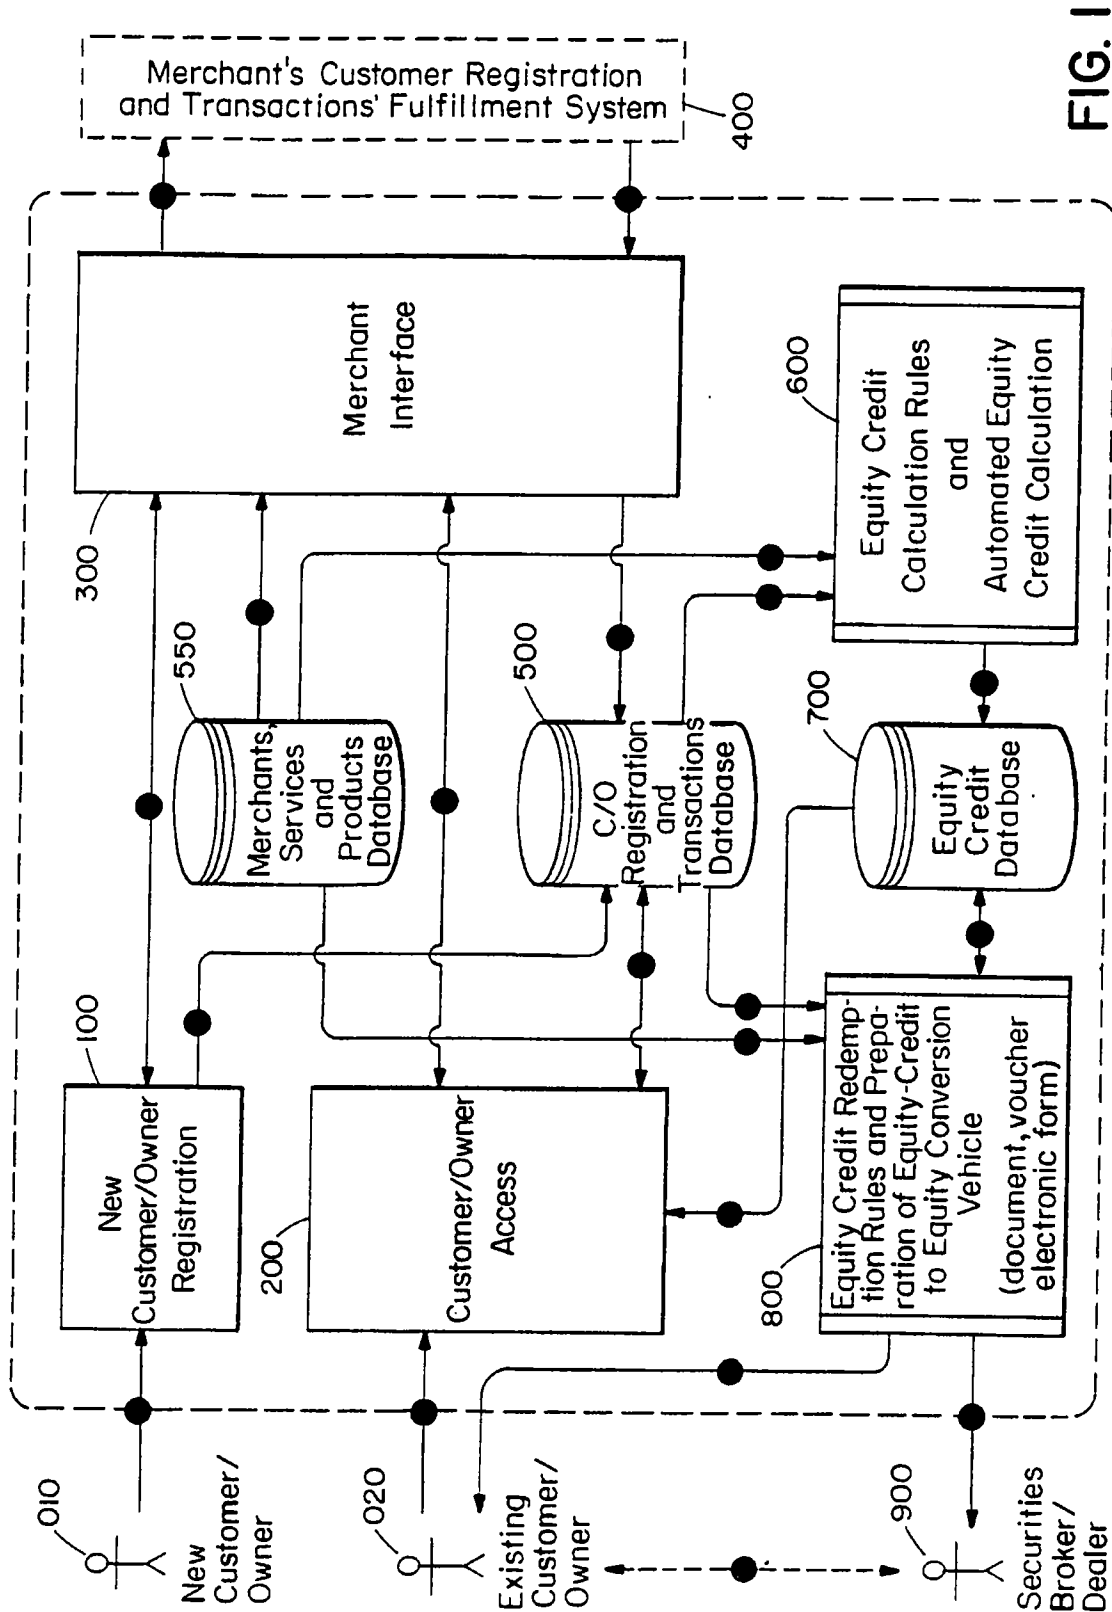 010
New
Customer/
Owner
020
Existing
Customer/
Owner
900
Securities
Broker/
Dealer
100
New
Customer/Owner
Registration
200
Customer/Owner
Access
800
Equity Credit Redemp-
tion Rules and Prepa-
ration of Equity-Credit
to Equity Conversion
Vehicle
(document, voucher
electronic form)
550
Merchants,
Services
and
Products
Database
500
C/O
Registration
and
Transactions
Database
700
Equity
Credit
Database
300
Merchant
Interface
600
Equity Credit
Calculation Rules
and
Automated Equity
Credit Calculation
Merchant's Customer Registration
and Transactions' Fulfillment System
400
FIG. 1